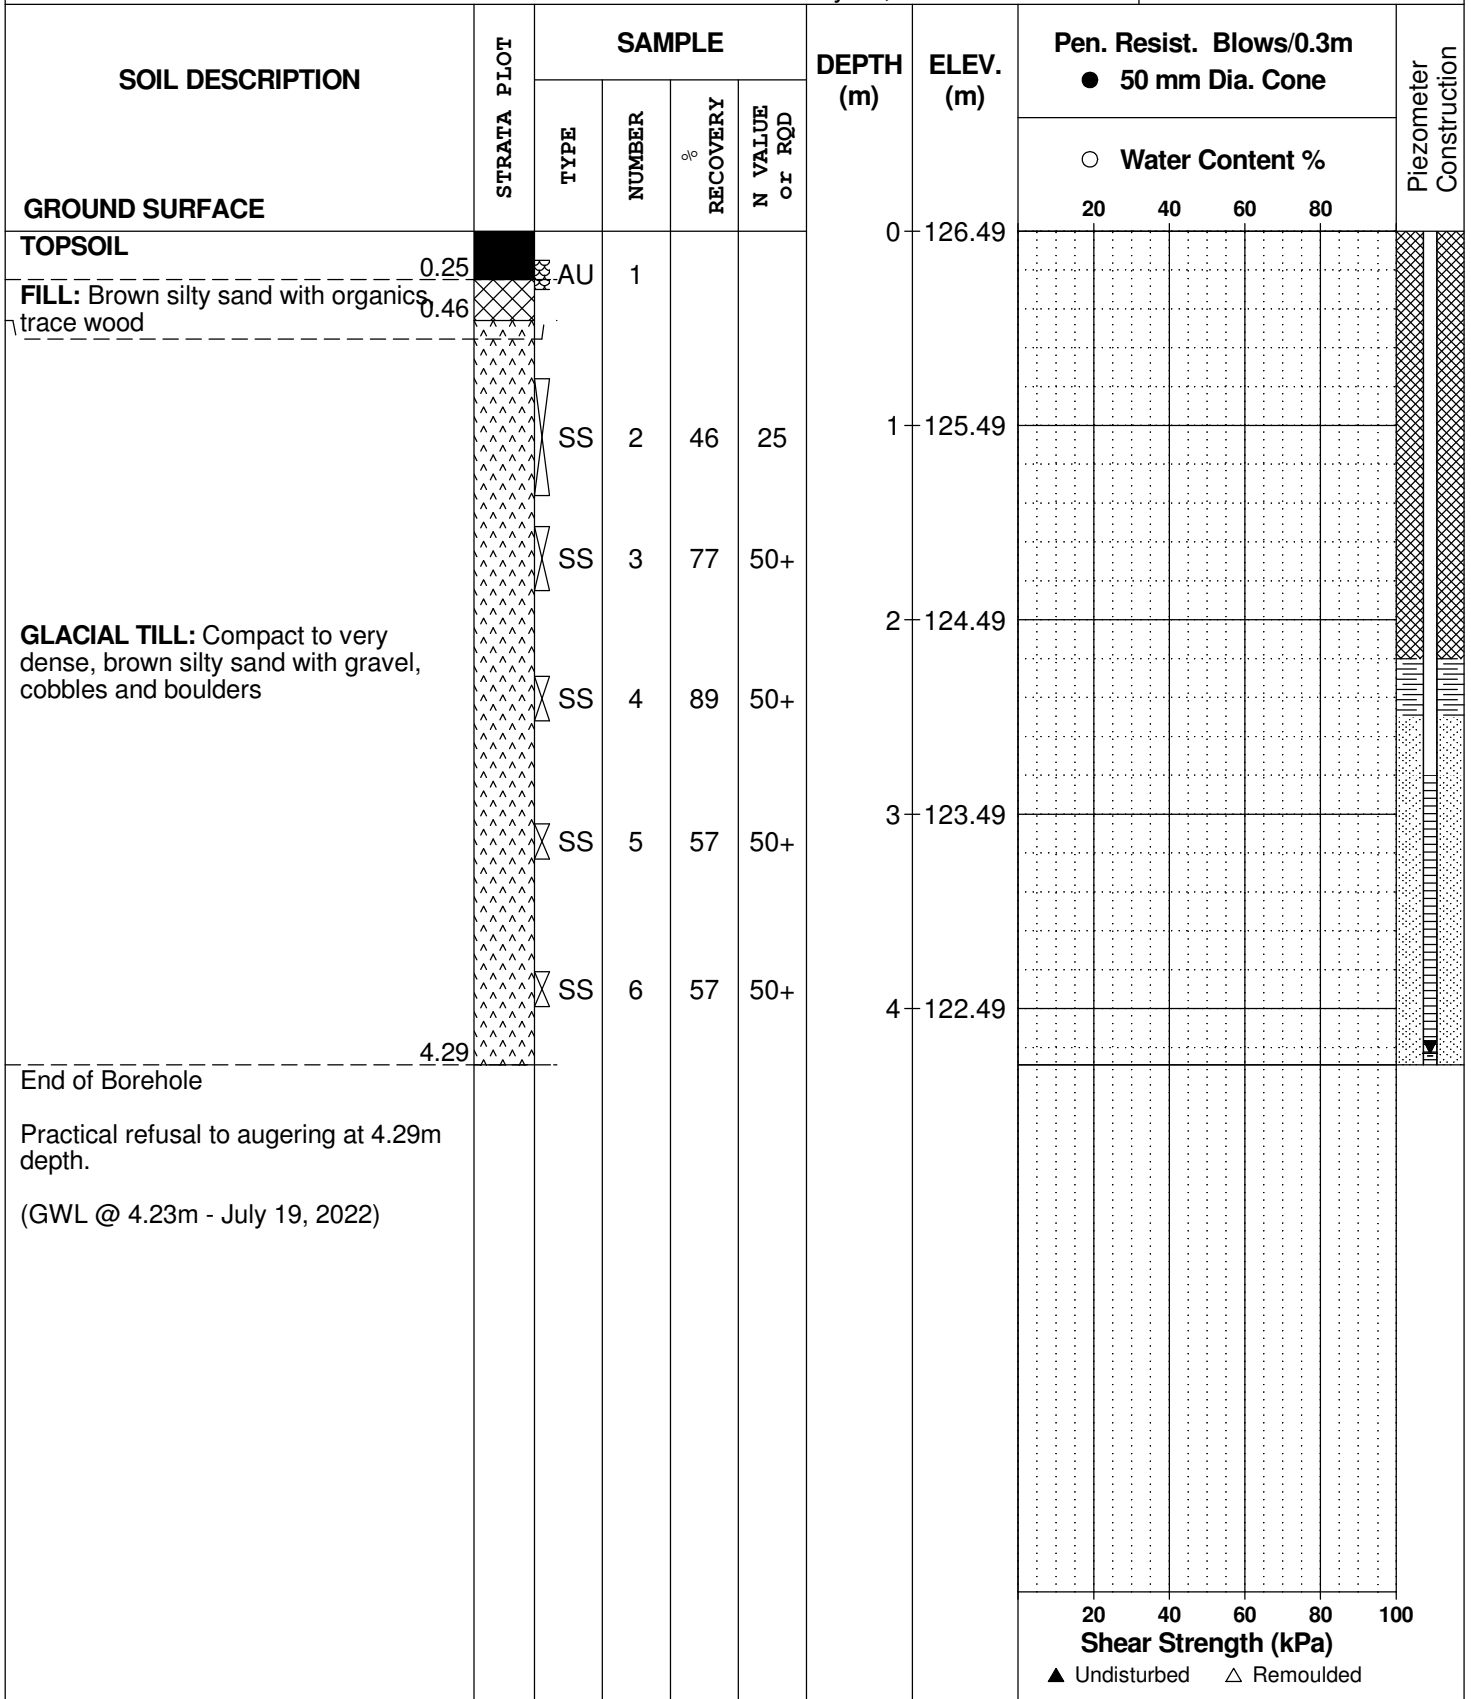 SOIL DESCRIPTION
GROUND SURFACE
STRATA PLOT
SAMPLE
TYPE
NUMBER
% RECOVERY
N VALUE
or RQD
DEPTH
(m)
ELEV.
(m)
Pen. Resist. Blows/0.3m
● 50 mm Dia. Cone
○ Water Content %
20 40 60 80
Piezometer
Construction
0 126.49
TOPSOIL
0.25
AU 1
FILL: Brown silty sand with organics,
0.46
trace wood
1 125.49
SS 2 46 25
SS 3 77 50+
2 124.49
GLACIAL TILL: Compact to very
dense, brown silty sand with gravel,
cobbles and boulders
SS 4 89 50+
3 123.49
SS 5 57 50+
SS 6 57 50+
4 122.49
4.29
End of Borehole
Practical refusal to augering at 4.29m
depth.
(GWL @ 4.23m - July 19, 2022)
20 40 60 80 100
Shear Strength (kPa)
▲ Undisturbed △ Remoulded